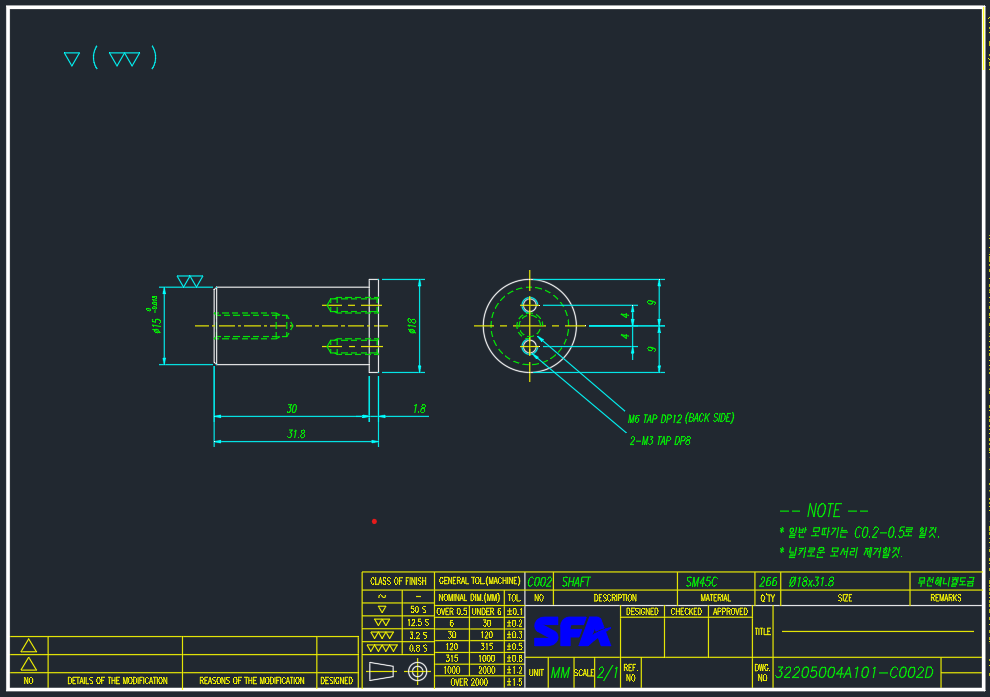 ( )
ø15 0
ø18
30
1.8
31.8
9
4
4
9
M6 TAP DP12 (BACK SIDE)
2-M3 TAP DP8
-- NOTE --
* 일반 모따기는 C0.2-0.5로 할것.
* 날카로운 모서리 제거할것.
CLASS OF FINISH
~ -
50 S
12.5 S
3.2 S
0.8 S
GENERAL TOL.(MACHINE)
NOMINAL DIM.(MM) TOL.
OVER 0.5 UNDER 6 ±0.1
6 30 ±0.2
30 120 ±0.3
120 315 ±0.5
315 1000 ±0.8
1000 2000 ±1.2
OVER 2000 ±1.5
C002 SHAFT SM45C 266 Ø18x31.8 무전해니켈도금
NO DESCRIPTION MATERIAL Q'TY SIZE REMARKS
SFA
DESIGNED CHECKED APPROVED
TITLE
UNIT MM SCALE 2/1 REF. NO
DWG. NO 32205004A101-C002D
NO DETAILS OF THE MODIFICATION REASONS OF THE MODIFICATION DESIGNED